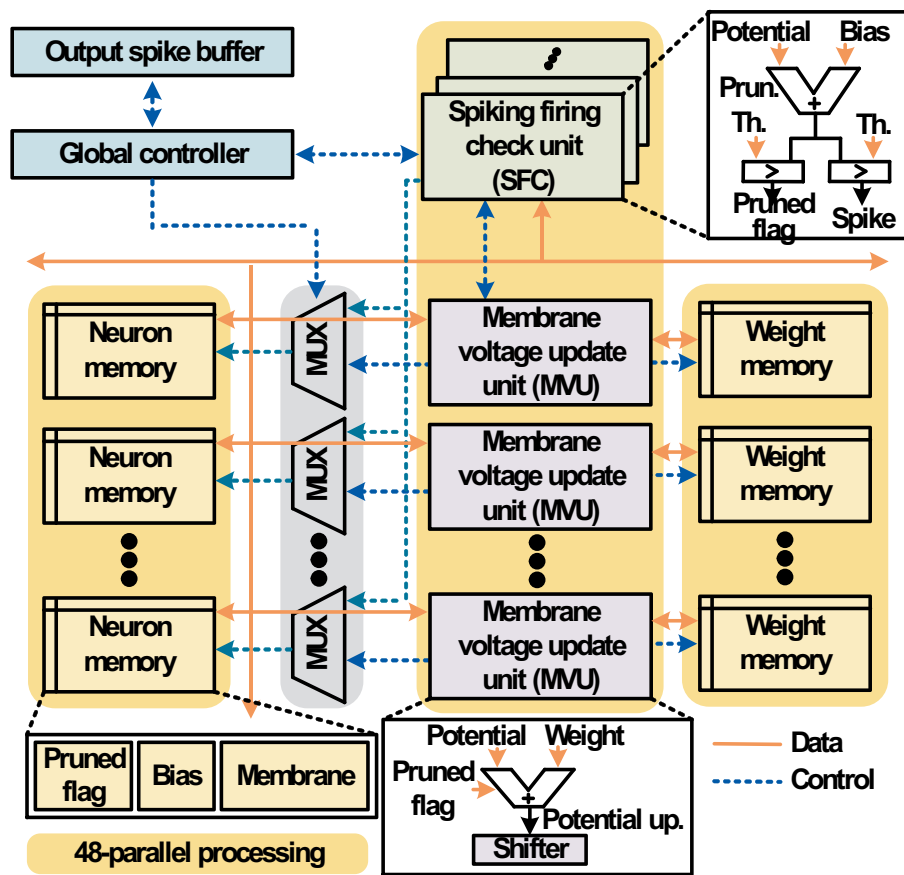 Output spike buffer
Global controller
Spiking firing
check unit
(SFC)
Potential Bias
Prun.
+
Th. Th.
> >
Pruned
flag
Spike
Neuron
memory
MUX
Membrane
voltage update
unit (MVU)
Weight
memory
Neuron
memory
MUX
Membrane
voltage update
unit (MVU)
Weight
memory
Neuron
memory
MUX
Membrane
voltage update
unit (MVU)
Weight
memory
Pruned
flag
Bias
Membrane
Potential Weight
Pruned
flag
+
Potential up.
Shifter
Data
Control
48-parallel processing